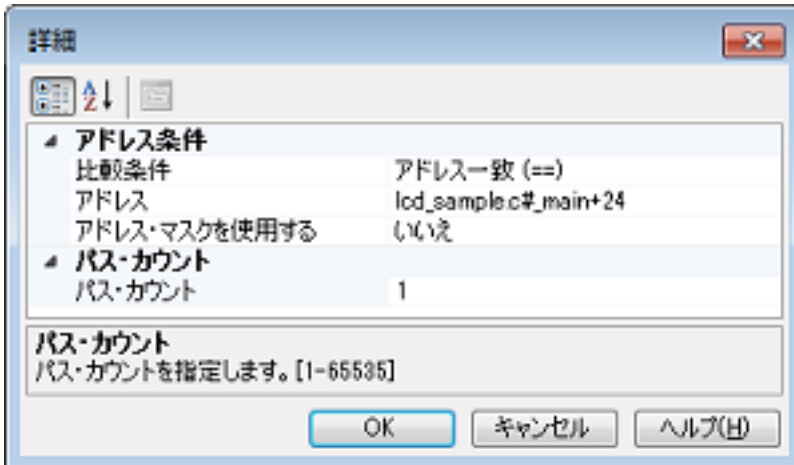 詳細
アドレス条件
比較条件 アドレス一致 (==)
アドレス lcd_sample.c#_main+24
アドレス・マスクを使用する いいえ
パス・カウント
パス・カウント 1
パス・カウント
パス・カウントを指定します。[1-65535]
OK キャンセル ヘルプ(H)